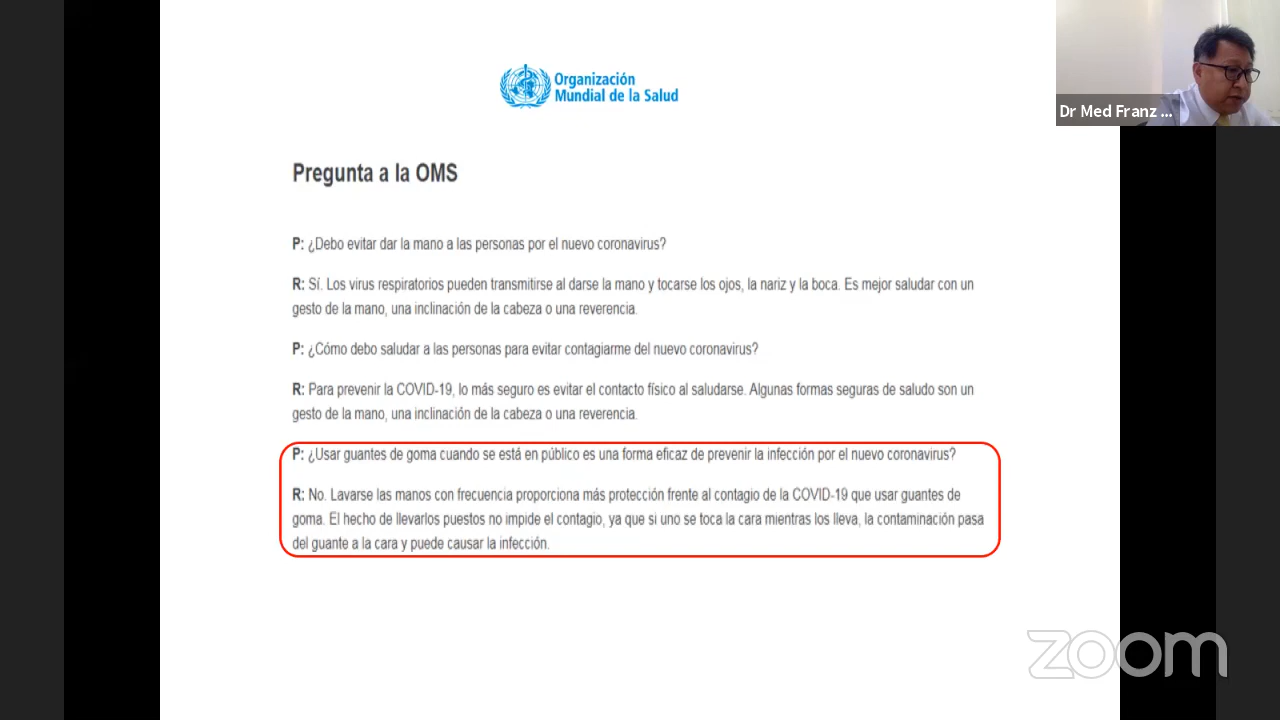 Organización
Mundial de la Salud
Dr Med Franz ...
Pregunta a la OMS
P: ¿Debo evitar dar la mano a las personas por el nuevo coronavirus?
R: Sí. Los virus respiratorios pueden transmitirse al darse la mano y tocarse los ojos, la nariz y la boca. Es mejor saludar con un
gesto de la mano, una inclinación de la cabeza o una reverencia.
P: ¿Cómo debo saludar a las personas para evitar contagiarme del nuevo coronavirus?
R: Para prevenir la COVID-19, lo más seguro es evitar el contacto físico al saludarse. Algunas formas seguras de saludo son un
gesto de la mano, una inclinación de la cabeza o una reverencia.
P: ¿Usar guantes de goma cuando se está en público es una forma eficaz de prevenir la infección por el nuevo coronavirus?
R: No. Lavarse las manos con frecuencia proporciona más protección frente al contagio de la COVID-19 que usar guantes de
goma. El hecho de llevarlos puestos no impide el contagio, ya que si uno se toca la cara mientras los lleva, la contaminación pasa
del guante a la cara y puede causar la infección.
zoom